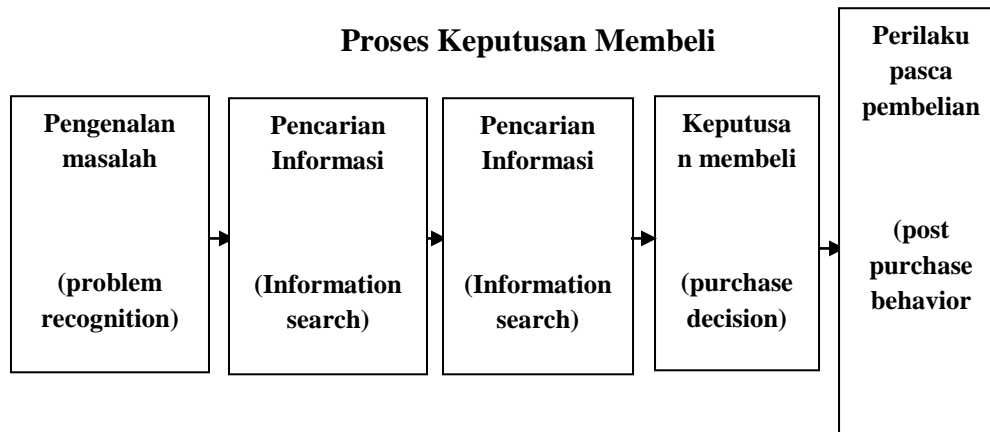 Proses Keputusan Membeli
Pengenalan
masalah
(problem
recognition)
Pencarian
Informasi
(Information
search)
Pencarian
Informasi
(Information
search)
Keputusa
n membeli
(purchase
decision)
Perilaku
pasca
pembelian
(post
purchase
behavior)